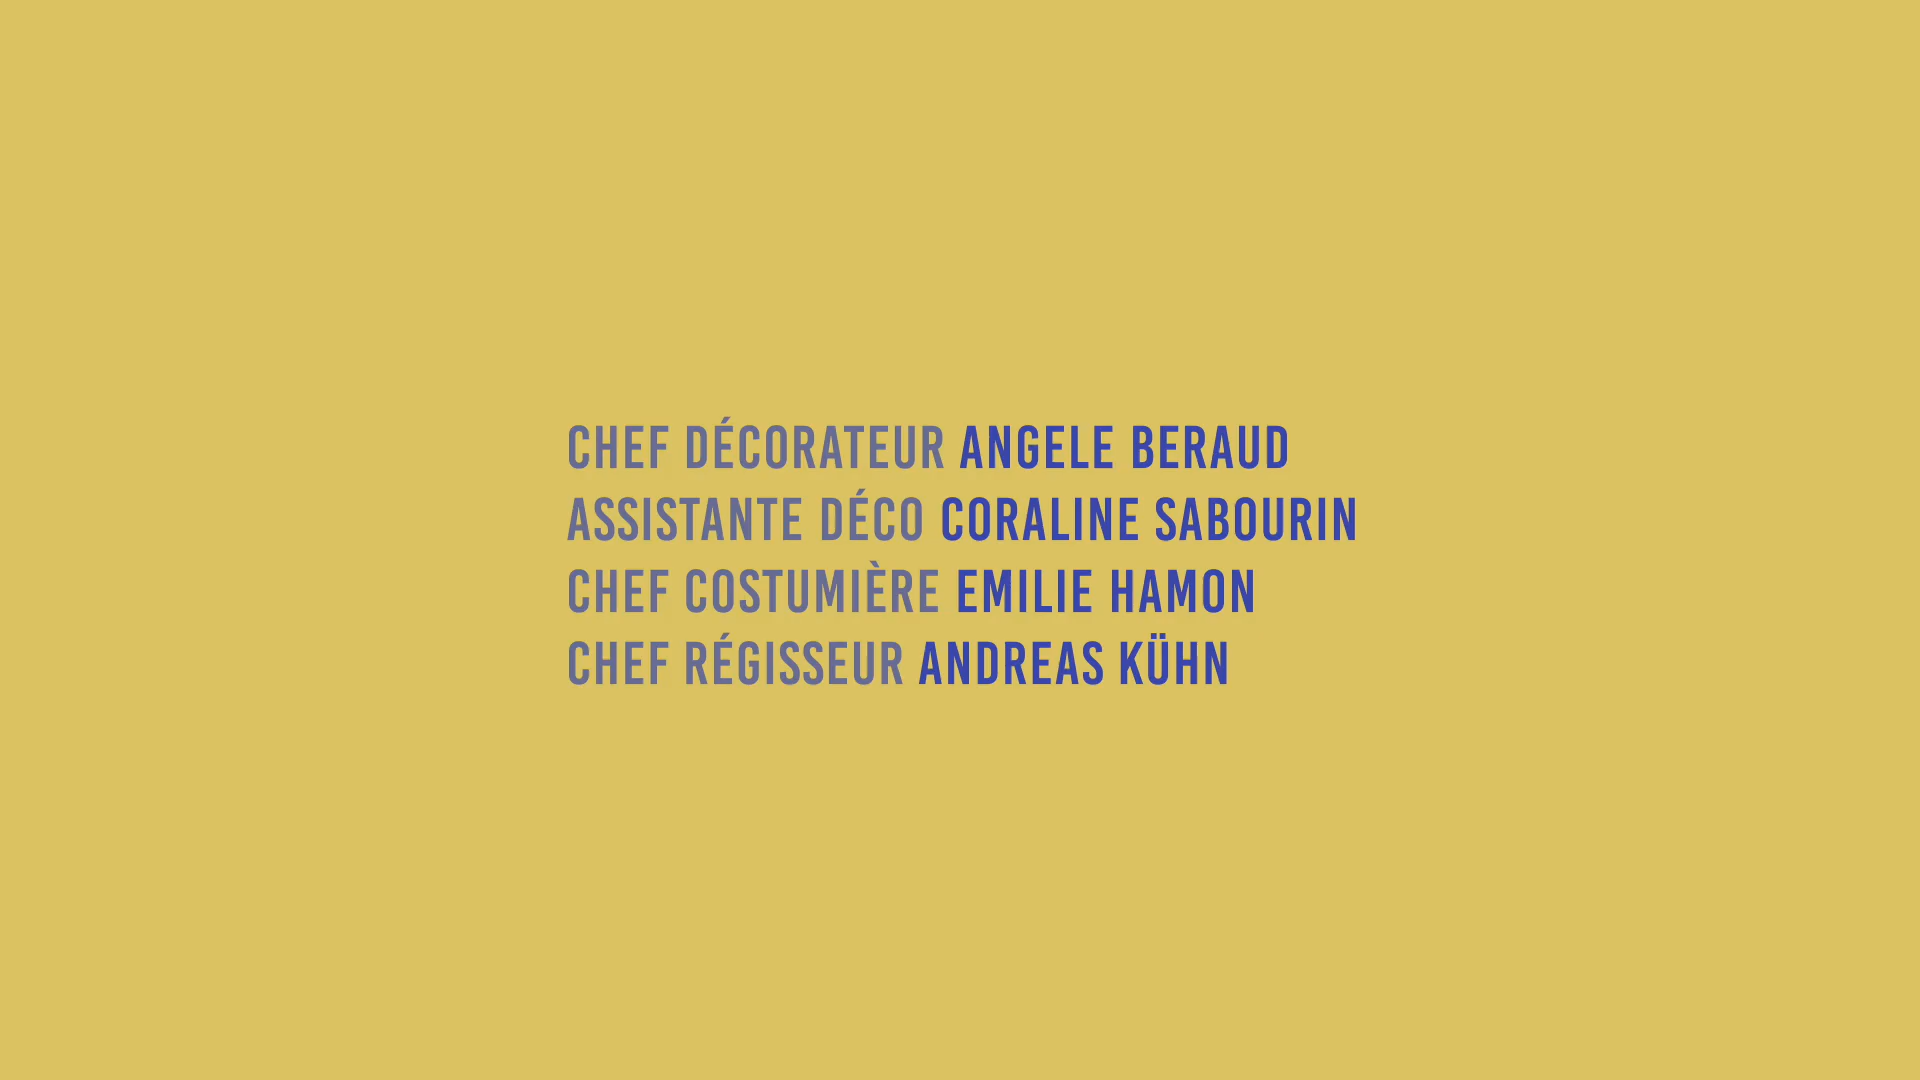 CHEF DÉCORATEUR ANGELE BERAUD
ASSISTANTE DÉCO CORALINE SABOURIN
CHEF COSTUMIÈRE EMILIE HAMON
CHEF RÉGISSEUR ANDREAS KÜHN